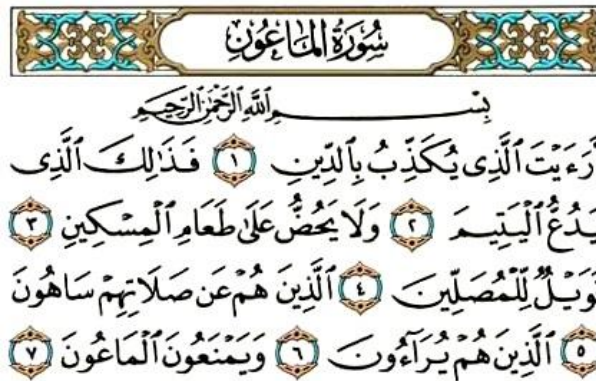 سُورَةُ المَاعُونِ
بِسْمِ ٱللَّهِ ٱلرَّحْمَٰنِ ٱلرَّحِيمِ
أَرَءَيْتَ ٱلَّذِى يُكَذِّبُ بِٱلدِّينِ ١ فَذَٰلِكَ ٱلَّذِى
يَدُعُّ ٱلْيَتِيمَ ٢ وَلَا يَحُضُّ عَلَىٰ طَعَامِ ٱلْمِسْكِينِ ٣
فَوَيْلٌ لِّلْمُصَلِّينَ ٤ ٱلَّذِينَ هُمْ عَن صَلَاتِهِمْ سَاهُونَ
٥ ٱلَّذِينَ هُمْ يُرَآءُونَ ٦ وَيَمْنَعُونَ ٱلْمَاعُونَ ٧